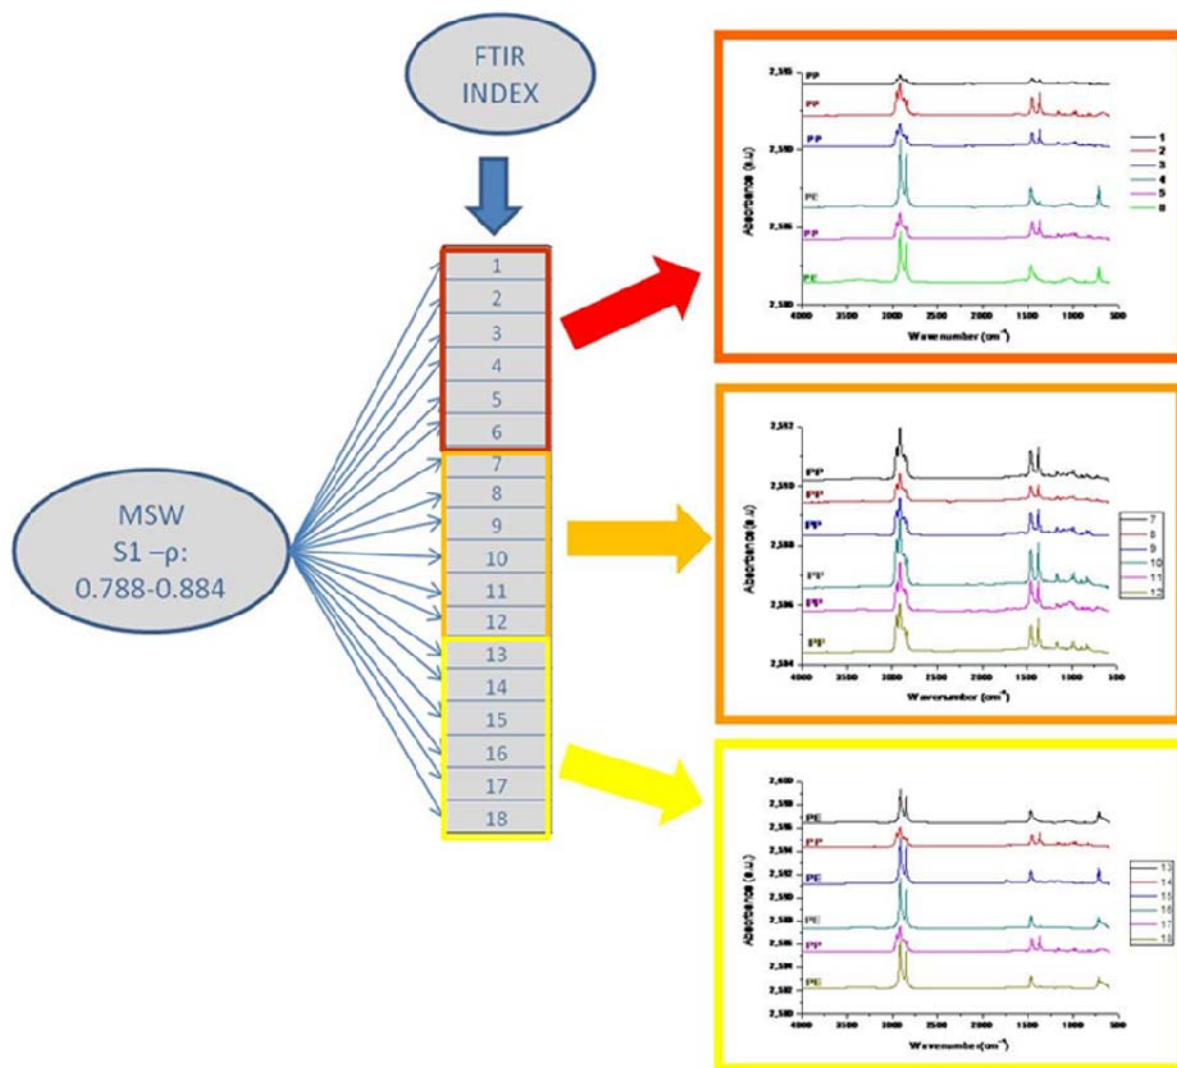 FTIR
INDEX
1
2
3
4
5
6
7
8
9
10
11
12
13
14
15
16
17
18
MSW
S1 –ρ:
0.788-0.884
PP
PP
PP
PE
PP
PE
Absorbance (a.u)
4000 3500 3000 2500 2000 1500 1000 500
Wavenumber (cm⁻¹)
1
2
3
4
5
6
PP
PP
PP
PP
PP
PP
Absorbance (a.u)
4000 3500 3000 2500 2000 1500 1000 500
Wavenumber (cm⁻¹)
7
8
9
10
11
12
PE
PP
PE
PE
PP
PE
Absorbance (a.u.)
4000 3500 3000 2500 2000 1500 1000 500
Wavenumber (cm⁻¹)
13
14
15
16
17
18